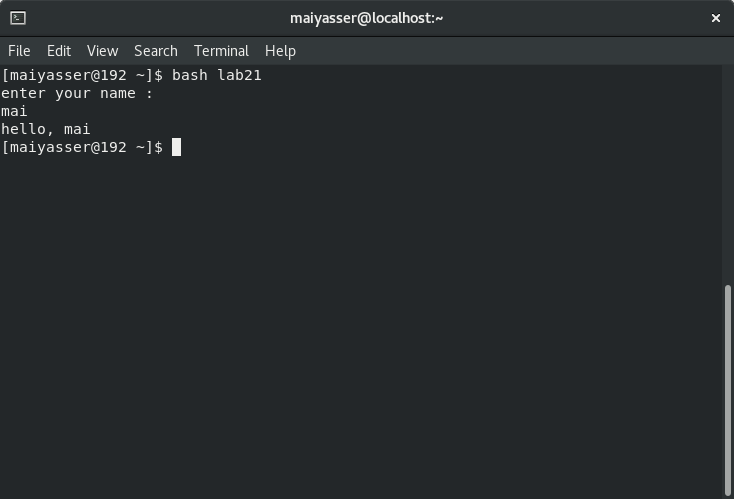 maiyasser@localhost:~
File Edit View Search Terminal Help
[maiyasser@192 ~]$ bash lab21
enter your name :
mai
hello, mai
[maiyasser@192 ~]$